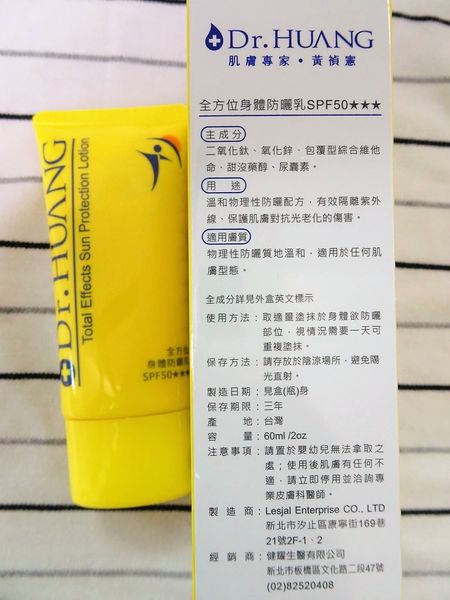 Dr.HUANG
肌膚專家·黃禎憲
全方位身體防曬乳SPF50★★★
主成分
二氧化鈦、氧化鋅、包覆型綜合維他
命、甜沒藥醇、尿囊素。
用 途
溫和物理性防曬配方，有效隔離紫外
線、保護肌膚對抗光老化的傷害。
適用膚質
物理性防曬質地溫和，適用於任何肌
膚型態。
全成分詳見外盒英文標示
使用方法：取適量塗抹於身體欲防曬
部位，視情況需要一天可
重複塗抹。
保存方法：請存放於陰涼場所，避免陽
光直射。
製造日期：見盒(瓶)身
保存期限：三年
產 地：台灣
容 量：60ml /2oz
注意事項：請置於嬰幼兒無法拿取之
處；使用後肌膚有任何不
適，請立即停用並洽詢專
業皮膚科醫師。
製 造 商：Lesjal Enterprise CO., LTD
新北市汐止區康寧街169巷
21號2F-1、2
經 銷 商：健耀生醫有限公司
新北市板橋區文化路二段47號
(02)82520408
Dr.HUANG
Total Effects Sun Protection Lotion
全方位
身體防曬乳
SPF50★★★